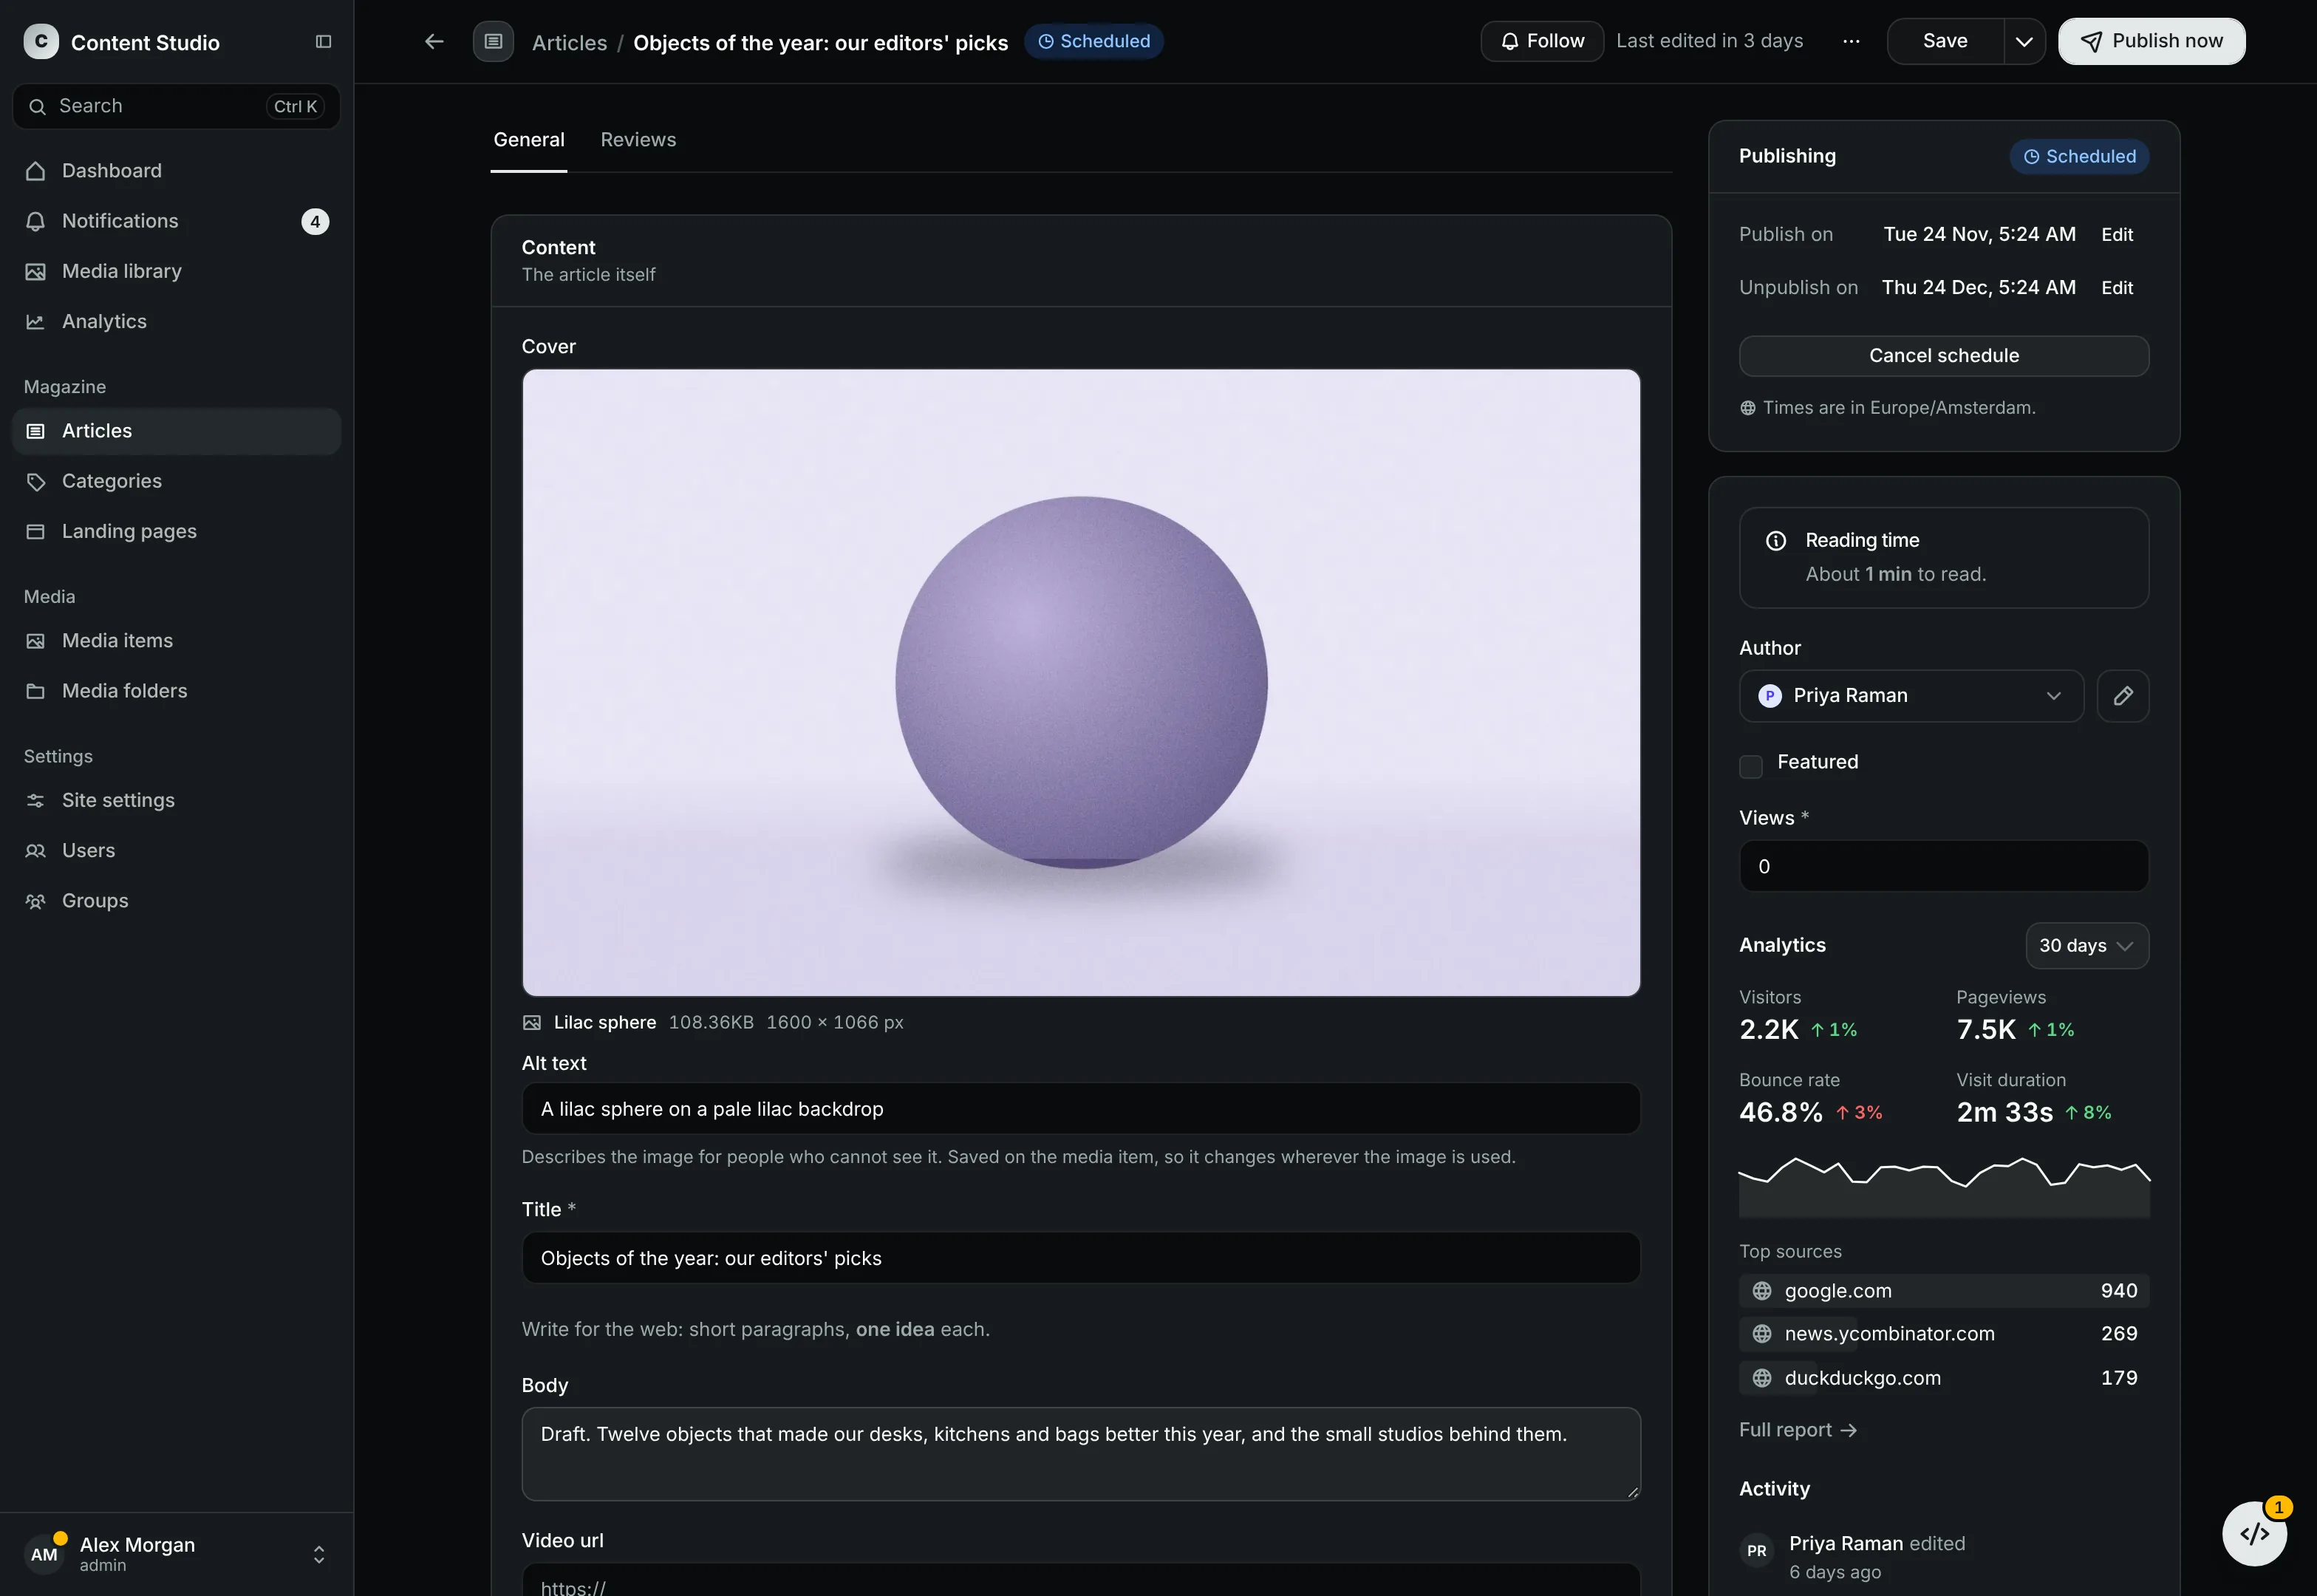 C Content Studio
Search Ctrl K
Dashboard
Notifications 4
Media library
Analytics
Magazine
Articles
Categories
Landing pages
Media
Media items
Media folders
Settings
Site settings
Users
Groups
AM Alex Morgan
admin
Articles / Objects of the year: our editors' picks Scheduled
Follow Last edited in 3 days ··· Save Publish now
General Reviews
Content
The article itself
Cover
Lilac sphere 108.36KB 1600 × 1066 px
Alt text
A lilac sphere on a pale lilac backdrop
Describes the image for people who cannot see it. Saved on the media item, so it changes wherever the image is used.
Title *
Objects of the year: our editors' picks
Write for the web: short paragraphs, one idea each.
Body
Draft. Twelve objects that made our desks, kitchens and bags better this year, and the small studios behind them.
Video url
https://
Publishing Scheduled
Publish on Tue 24 Nov, 5:24 AM Edit
Unpublish on Thu 24 Dec, 5:24 AM Edit
Cancel schedule
Times are in Europe/Amsterdam.
Reading time
About 1 min to read.
Author
P Priya Raman
Featured
Views *
0
Analytics 30 days
Visitors Pageviews
2.2K ↑ 1% 7.5K ↑ 1%
Bounce rate Visit duration
46.8% ↑ 3% 2m 33s ↑ 8%
Top sources
google.com 940
news.ycombinator.com 269
duckduckgo.com 179
Full report →
Activity
PR Priya Raman edited
6 days ago
</> 1